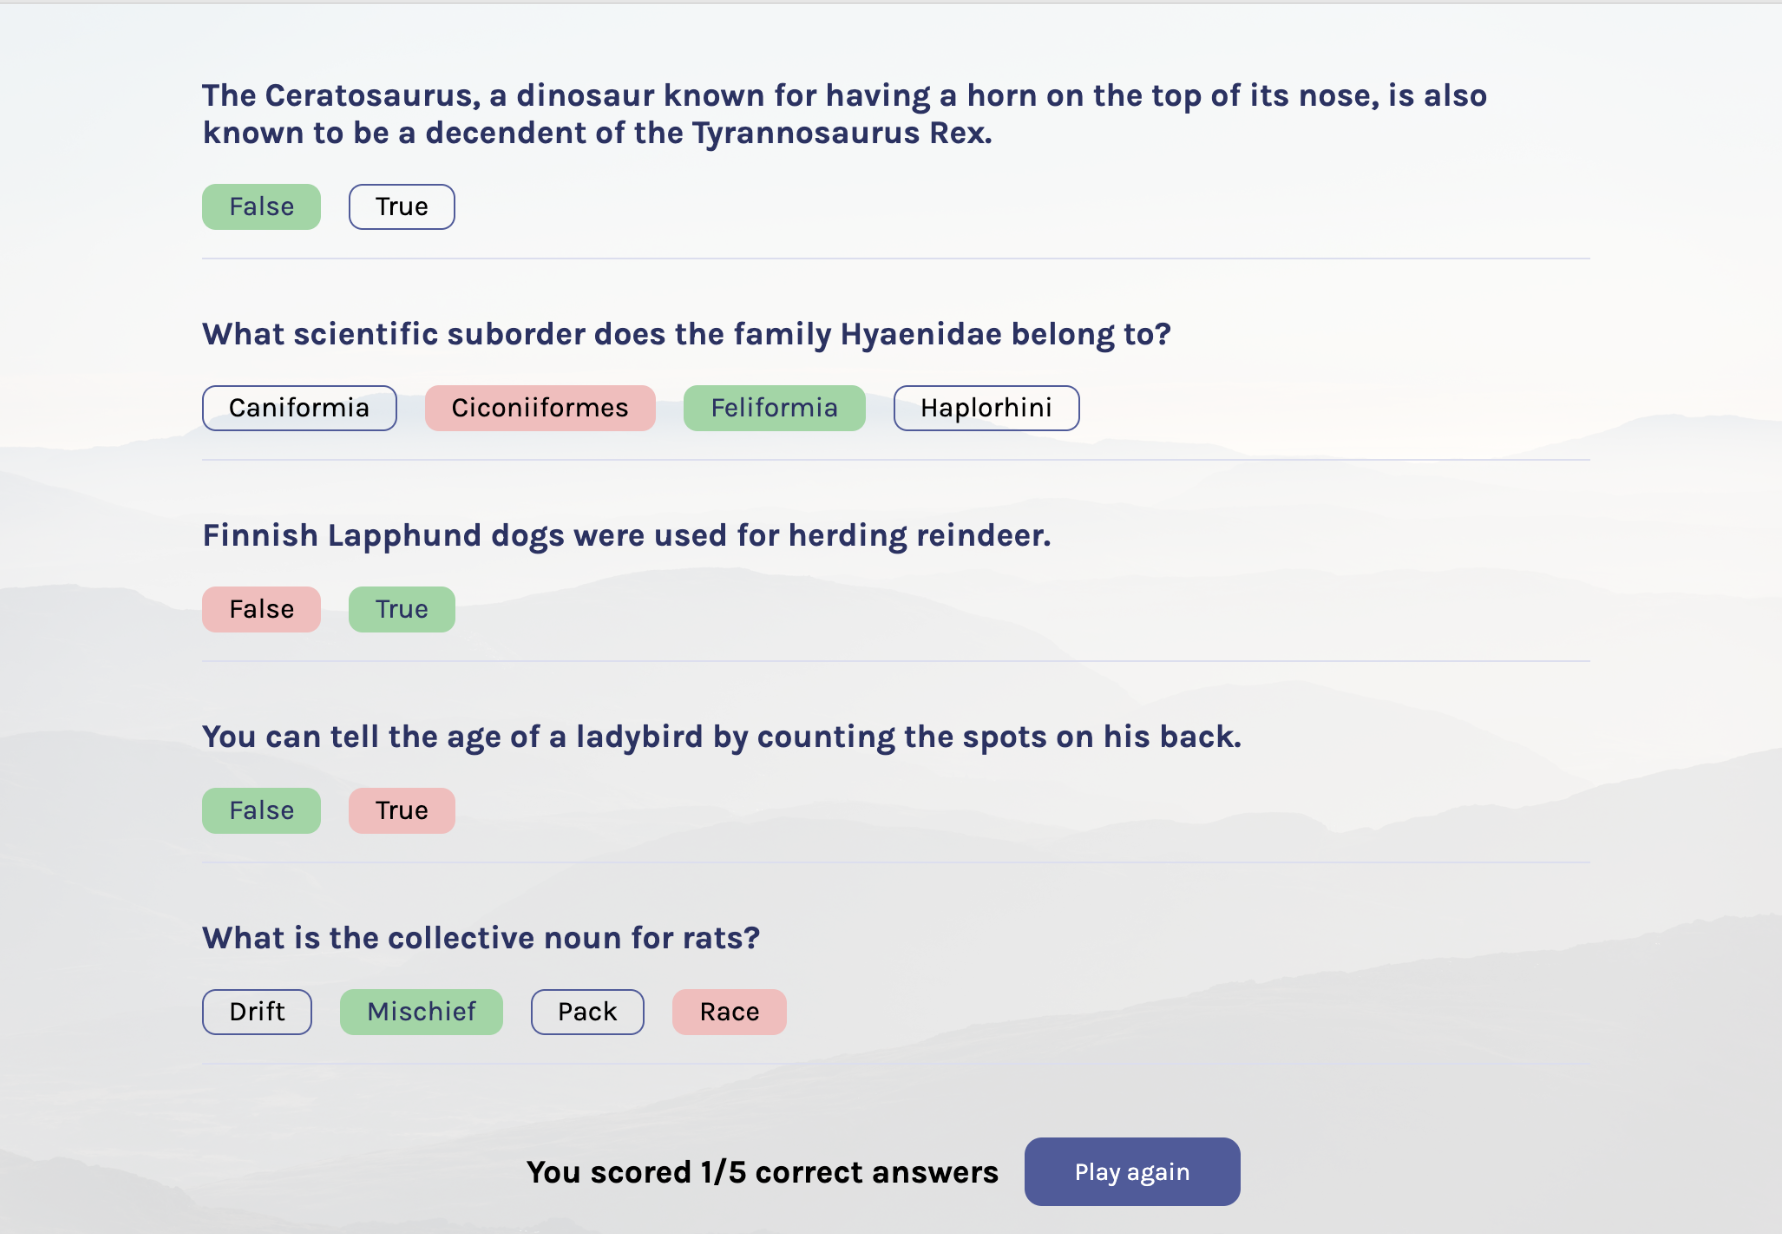 The Ceratosaurus, a dinosaur known for having a horn on the top of its nose, is also
known to be a decendent of the Tyrannosaurus Rex.
False True
What scientific suborder does the family Hyaenidae belong to?
Caniformia Ciconiiformes Feliformia Haplorhini
Finnish Lapphund dogs were used for herding reindeer.
False True
You can tell the age of a ladybird by counting the spots on his back.
False True
What is the collective noun for rats?
Drift Mischief Pack Race
You scored 1/5 correct answers Play again